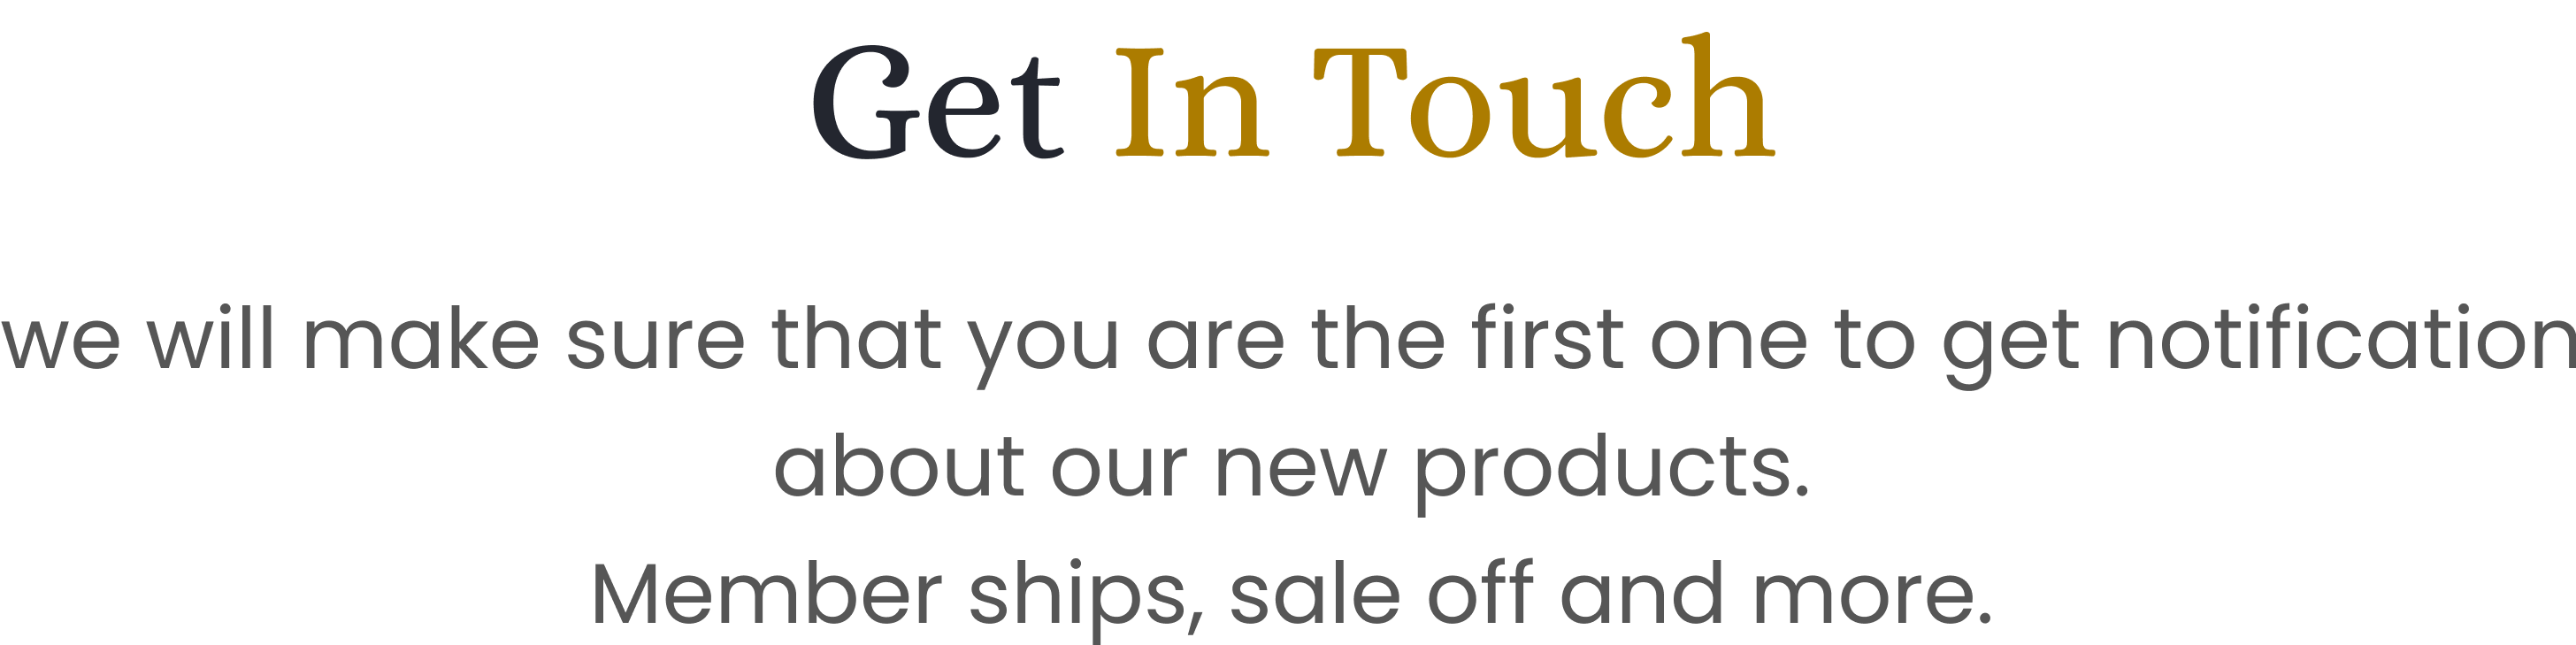 Get In Touch
we will make sure that you are the first one to get notification
about our new products.
Member ships, sale off and more.